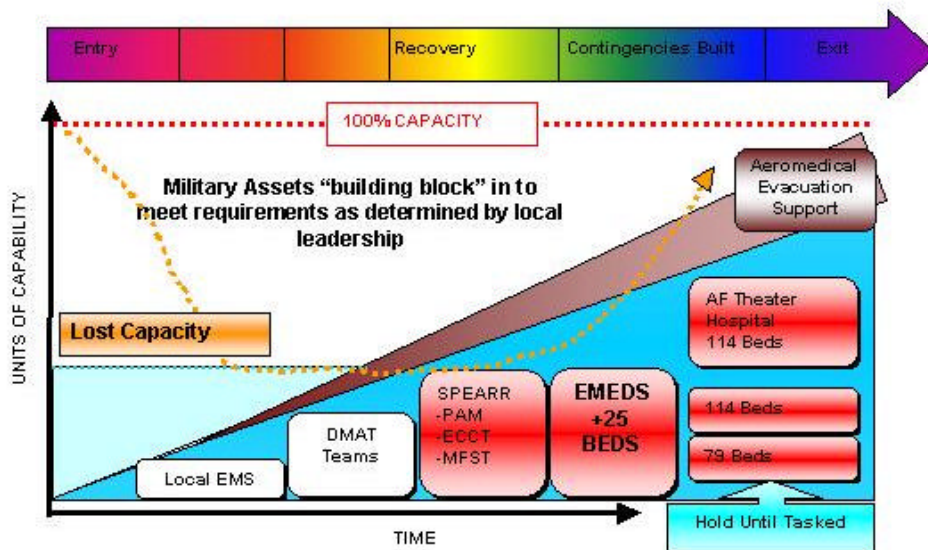 Entry
Recovery
Contingencies Built
Exit
100% CAPACITY
Military Assets “building block” in to
meet requirements as determined by local
leadership
Aeromedical
Evacuation
Support
UNITS OF CAPABILITY
Lost Capacity
AF Theater
Hospital
114 Beds
SPEARR
-PAM
-ECCT
-MFST
EMEDS
+25
BEDS
DMAT
Teams
114 Beds
79 Beds
Local EMS
Hold Until Tasked
TIME